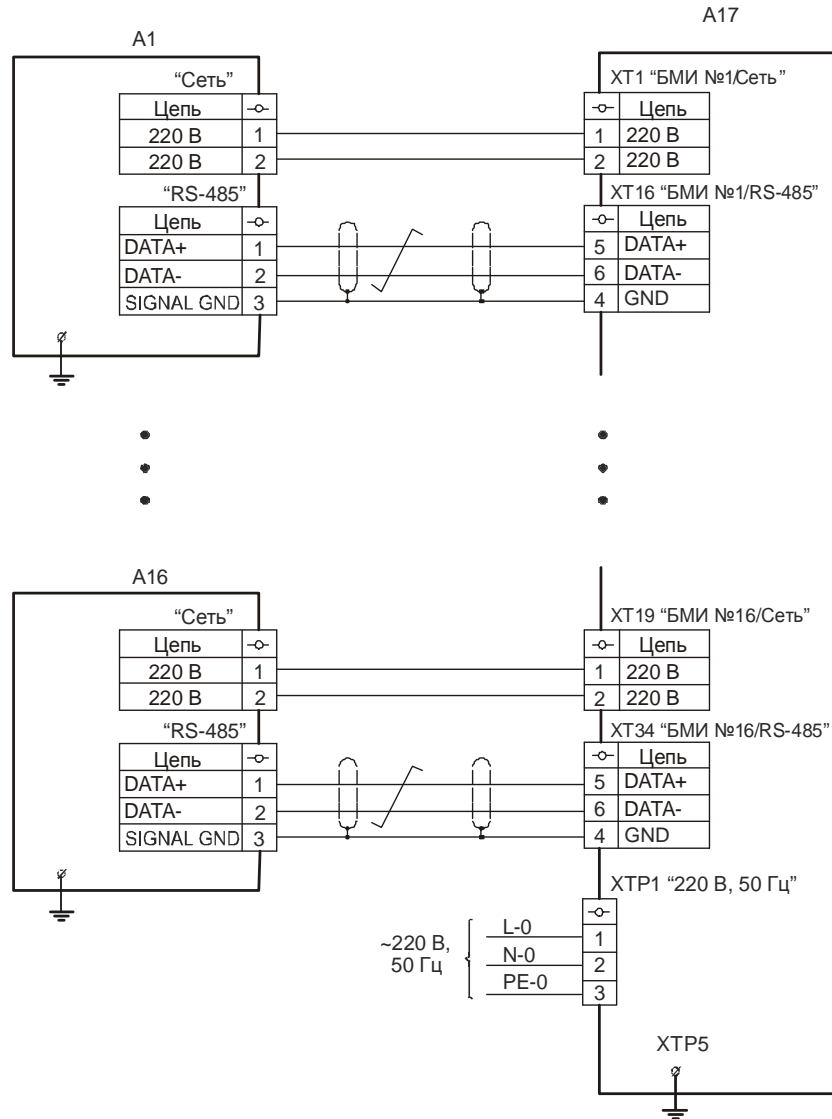 A17
A1
“Сеть”
XT1 “БМИ №1/Сеть”
Цепь
Цепь
220 В 1
1 220 В
220 В 2
2 220 В
“RS-485”
XT16 “БМИ №1/RS-485”
Цепь
Цепь
DATA+ 1
5 DATA+
DATA- 2
6 DATA-
SIGNAL GND 3
4 GND
A16
“Сеть”
XT19 “БМИ №16/Сеть”
Цепь
Цепь
220 В 1
1 220 В
220 В 2
2 220 В
“RS-485”
XT34 “БМИ №16/RS-485”
Цепь
Цепь
DATA+ 1
5 DATA+
DATA- 2
6 DATA-
SIGNAL GND 3
4 GND
XTP1 “220 В, 50 Гц”
~220 В,
50 Гц
L-0 1
N-0 2
PE-0 3
XTP5